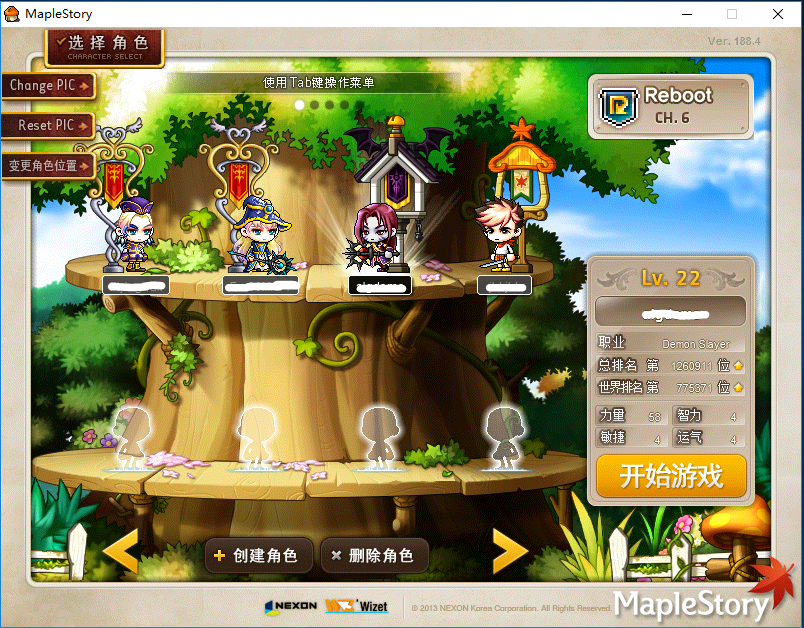 MapleStory
选择角色
CHARACTER SELECT
Ver. 188.4
使用Tab键操作菜单
Change PIC
Reset PIC
变更角色位置
Reboot
CH. 6
Lv. 22
职业 Demon Slayer
总排名 第 1260911 位
世界排名 第 775371 位
力量 58 智力 4
敏捷 4 运气 4
开始游戏
创建角色
删除角色
NEXON Wizet
© 2013 NEXON Korea Corporation. All Rights Reserved.
MapleStory